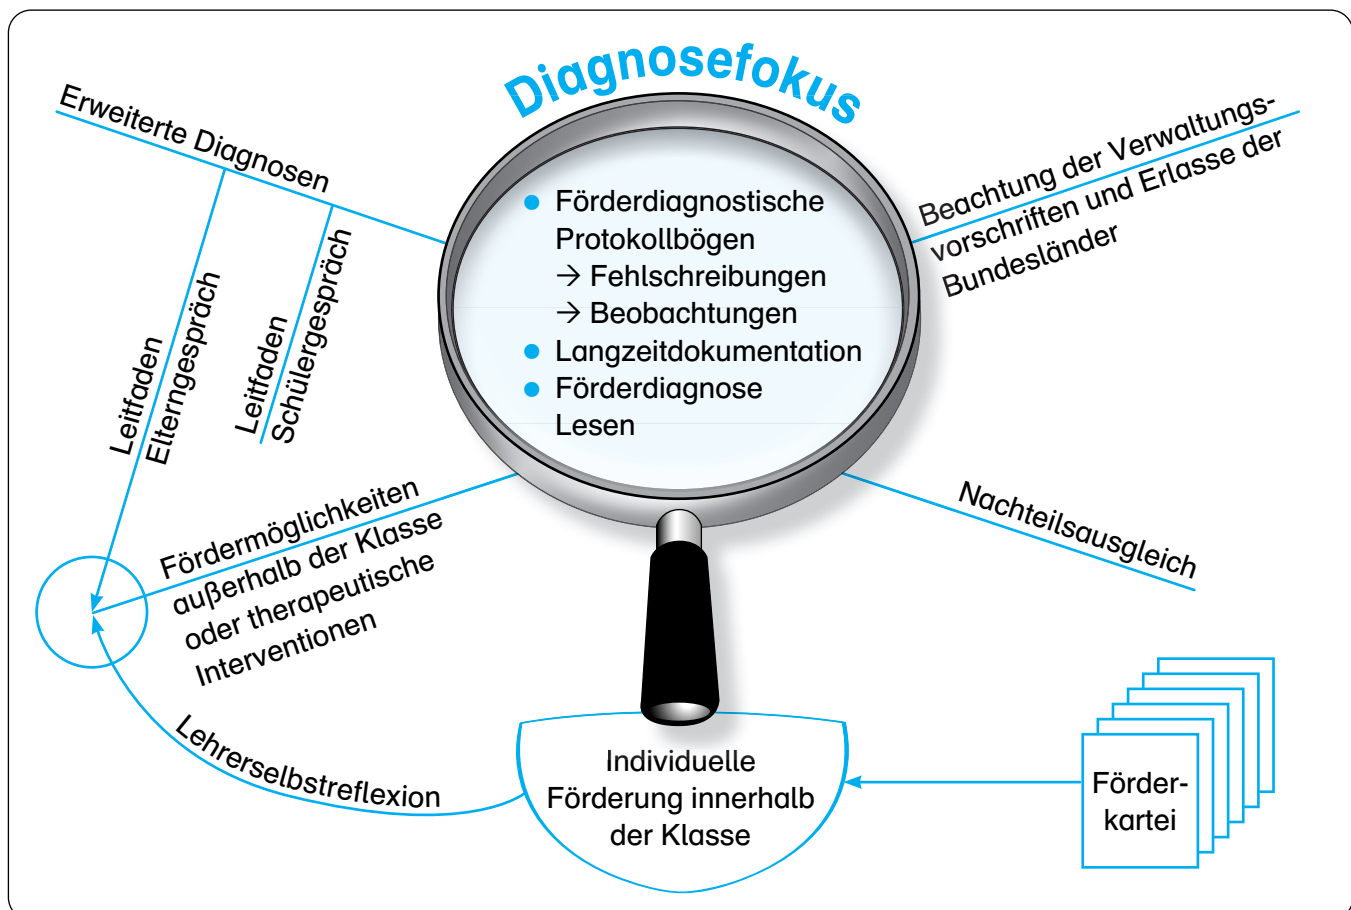 Diagnosefokus
Erweiterte Diagnosen
Leitfaden
Elterngespräch
Leitfaden
Schülergespräch
Förderdiagnostische
Protokollbögen
→ Fehlschreibungen
→ Beobachtungen
Langzeitdokumentation
Förderdiagnose
Lesen
Beachtung der Verwaltungs-
vorschriften und Erlasse der
Bundesländer
Fördermöglichkeiten
außerhalb der Klasse
oder therapeutische
Interventionen
Nachteilsausgleich
Lehrerselbstreflexion
Individuelle
Förderung innerhalb
der Klasse
Förder-
kartei